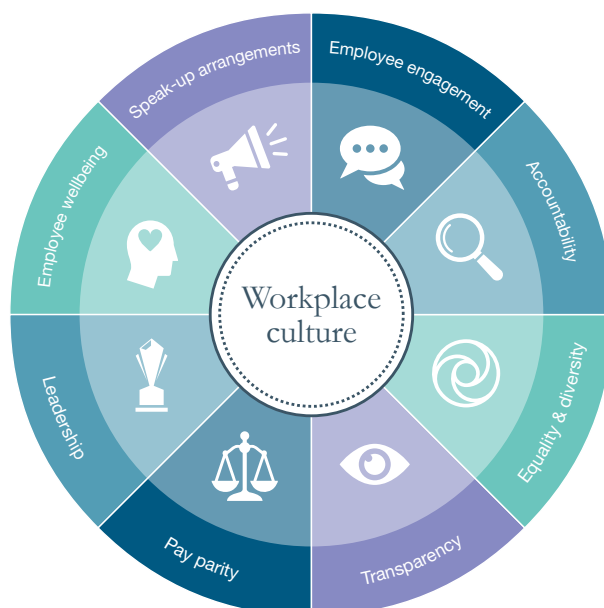 Workplace
culture
Employee engagement
Accountability
Equality & diversity
Transparency
Pay parity
Leadership
Employee wellbeing
Speak-up arrangements